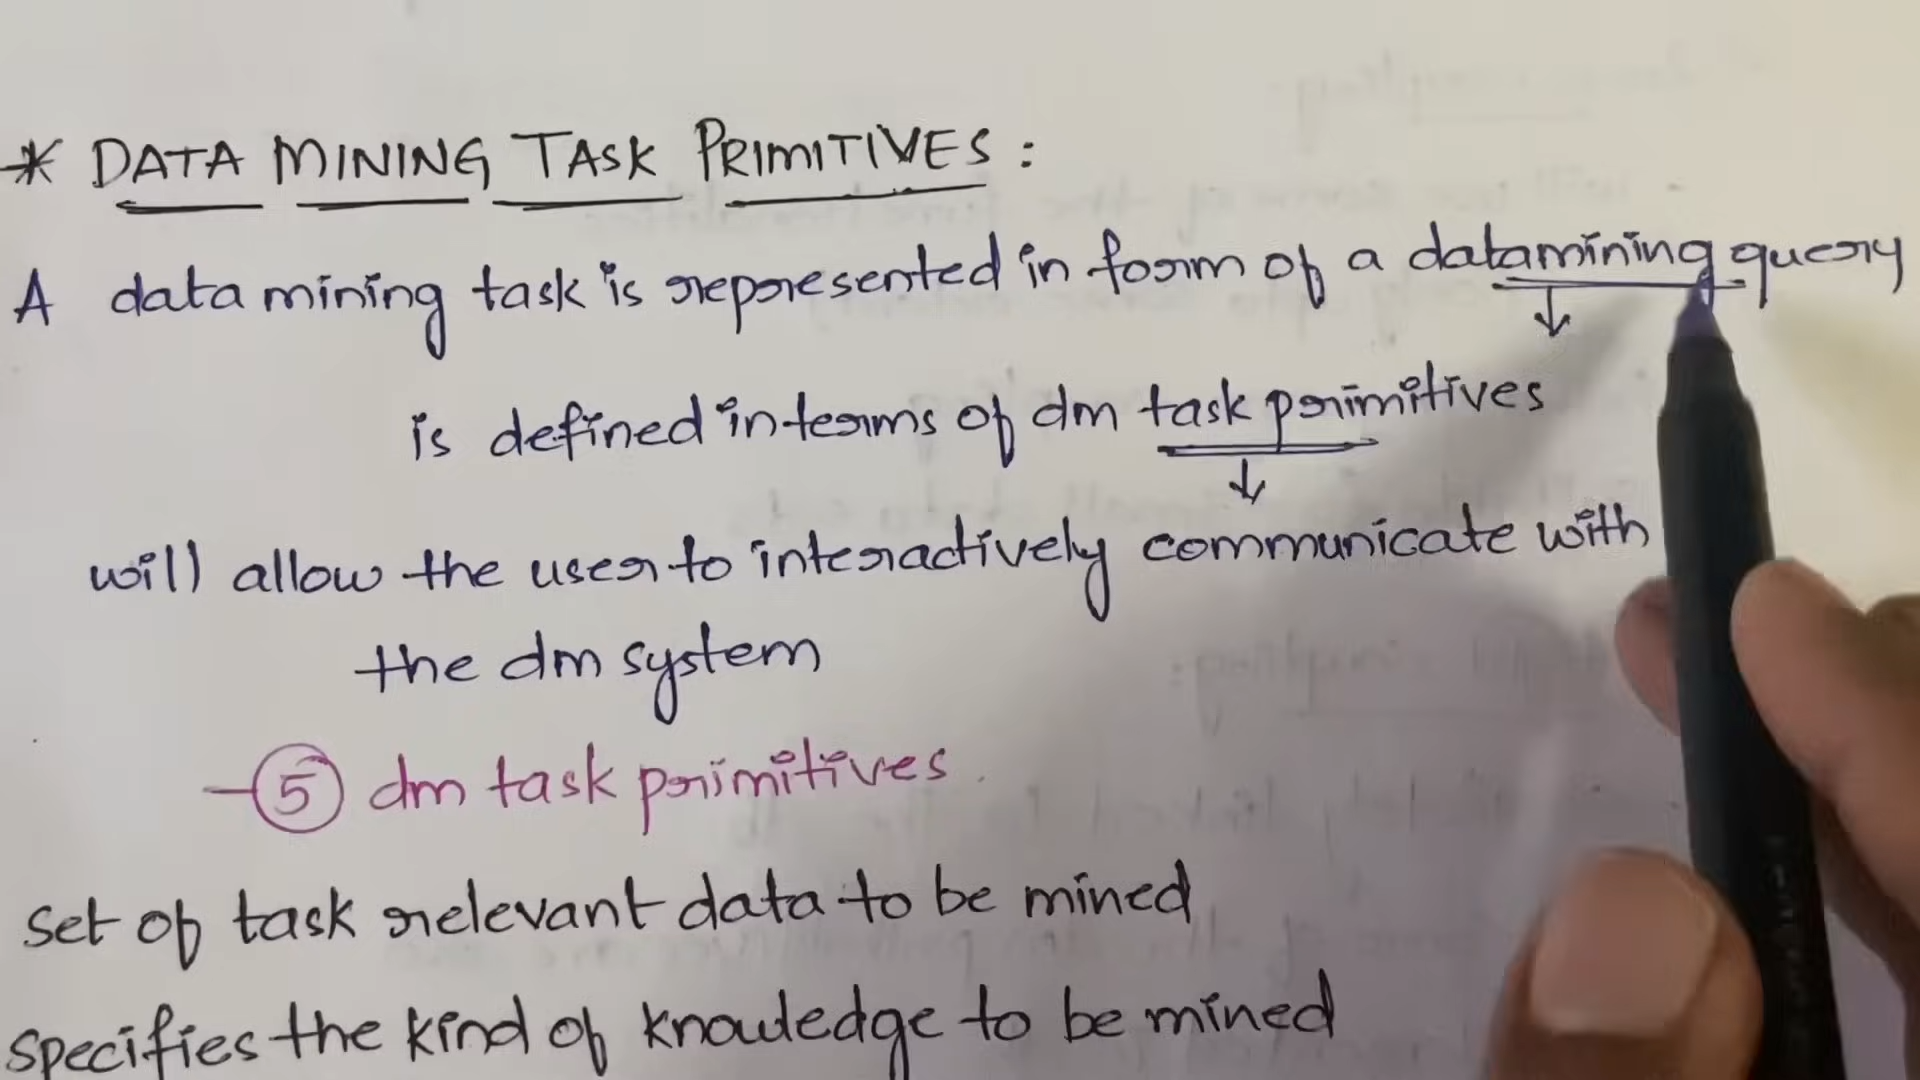 * DATA MINING TASK PRIMITIVES :
A data mining task is represented in form of a datamining query
↓
is defined in terms of dm task primitives
↓
will allow the user to interactively communicate with
the dm system
- 5 dm task primitives
set of task relevant data to be mined
specifies the kind of knowledge to be mined